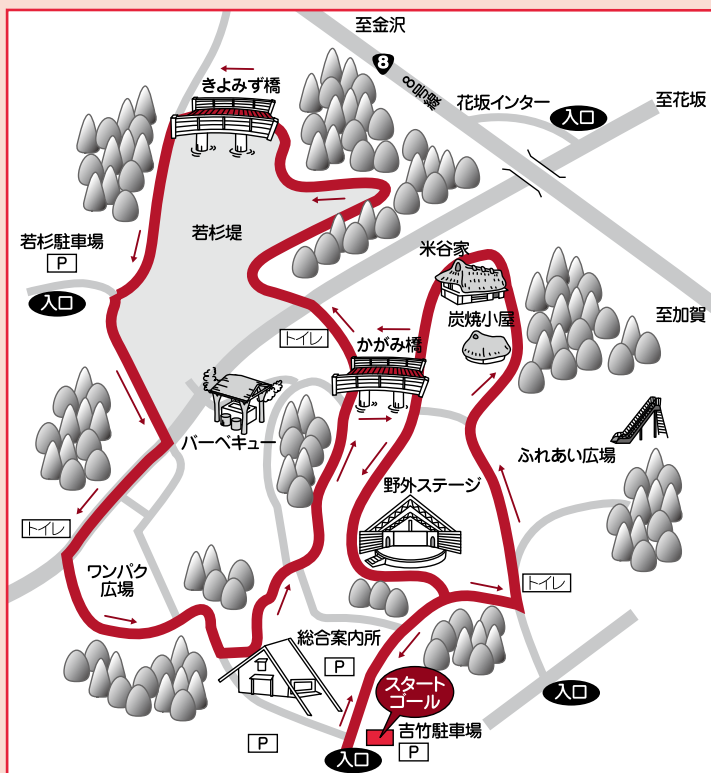 至金沢
8
8号線
きよみず橋
花坂インター
入口
至花坂
若杉堤
若杉駐車場
P
入口
米谷家
炭焼小屋
至加賀
トイレ
かがみ橋
バーベキュー
ふれあい広場
野外ステージ
トイレ
ワンパク
広場
トイレ
総合案内所
P
スタート
ゴール
入口
吉竹駐車場
P
P
入口